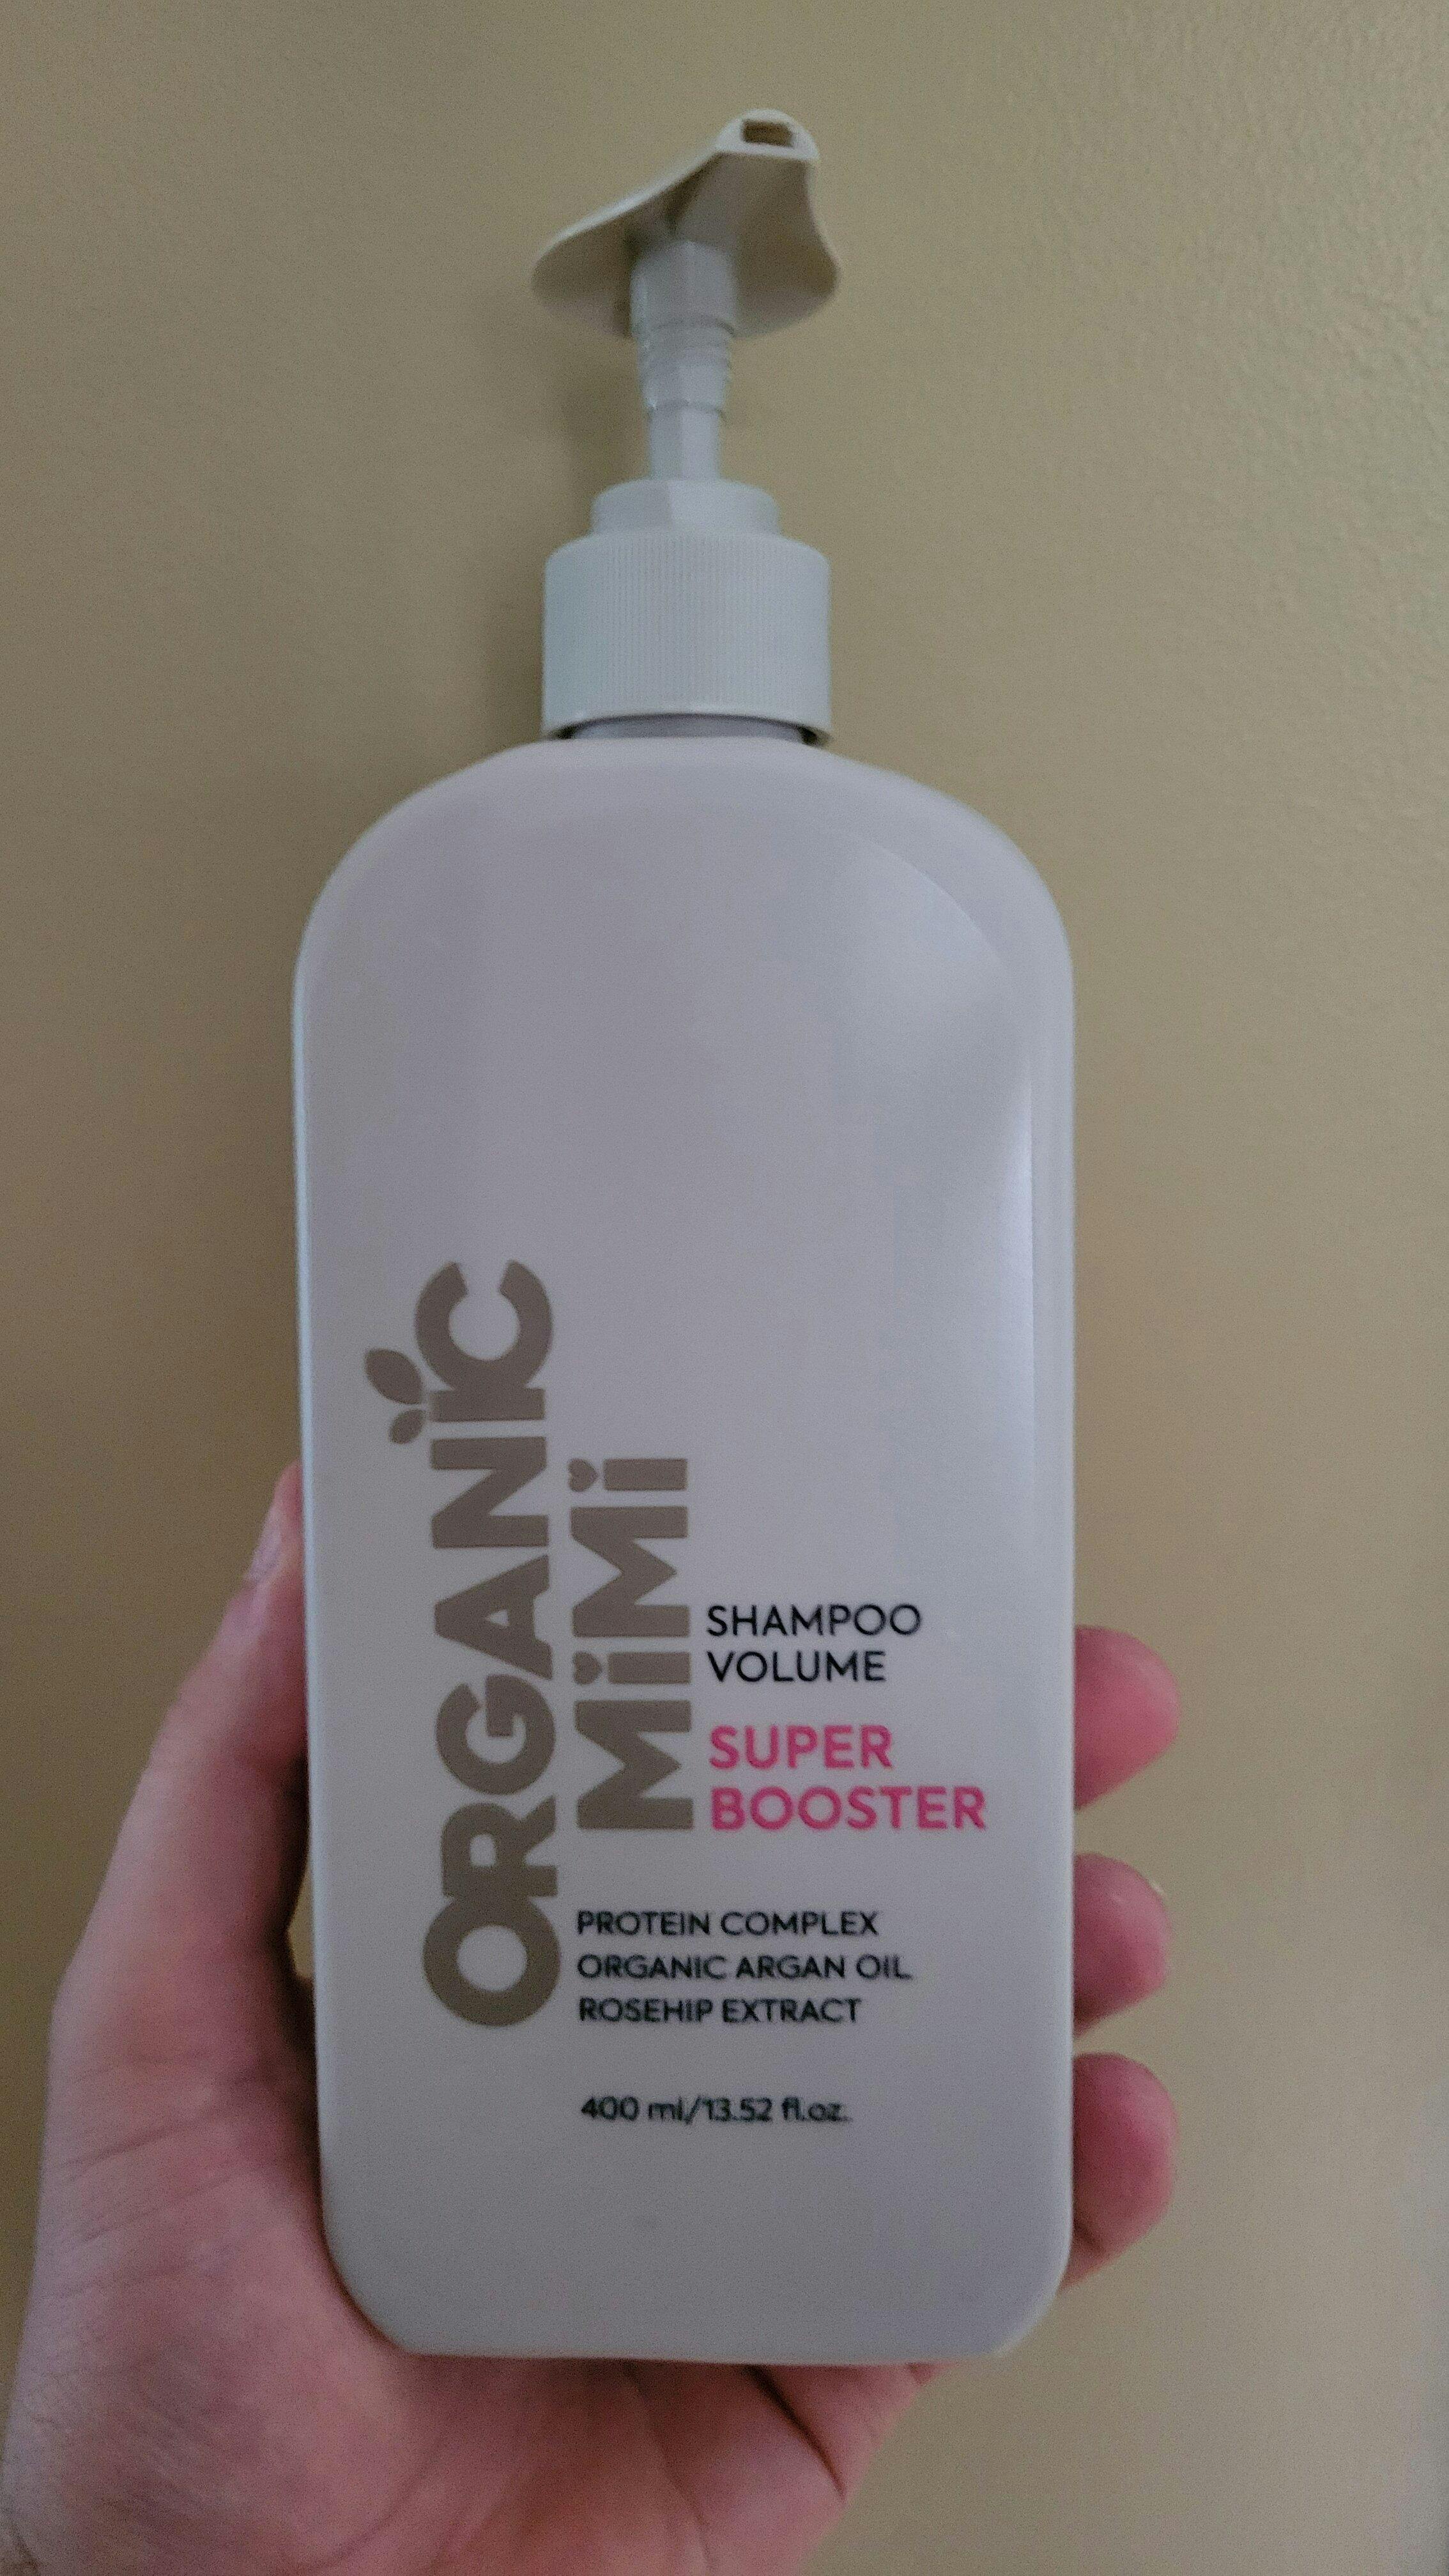 ORGANIC
MiMi
SHAMPOO
VOLUME
SUPER
BOOSTER
PROTEIN COMPLEX
ORGANIC ARGAN OIL
ROSEHIP EXTRACT
400 ml/13.52 fl.oz.